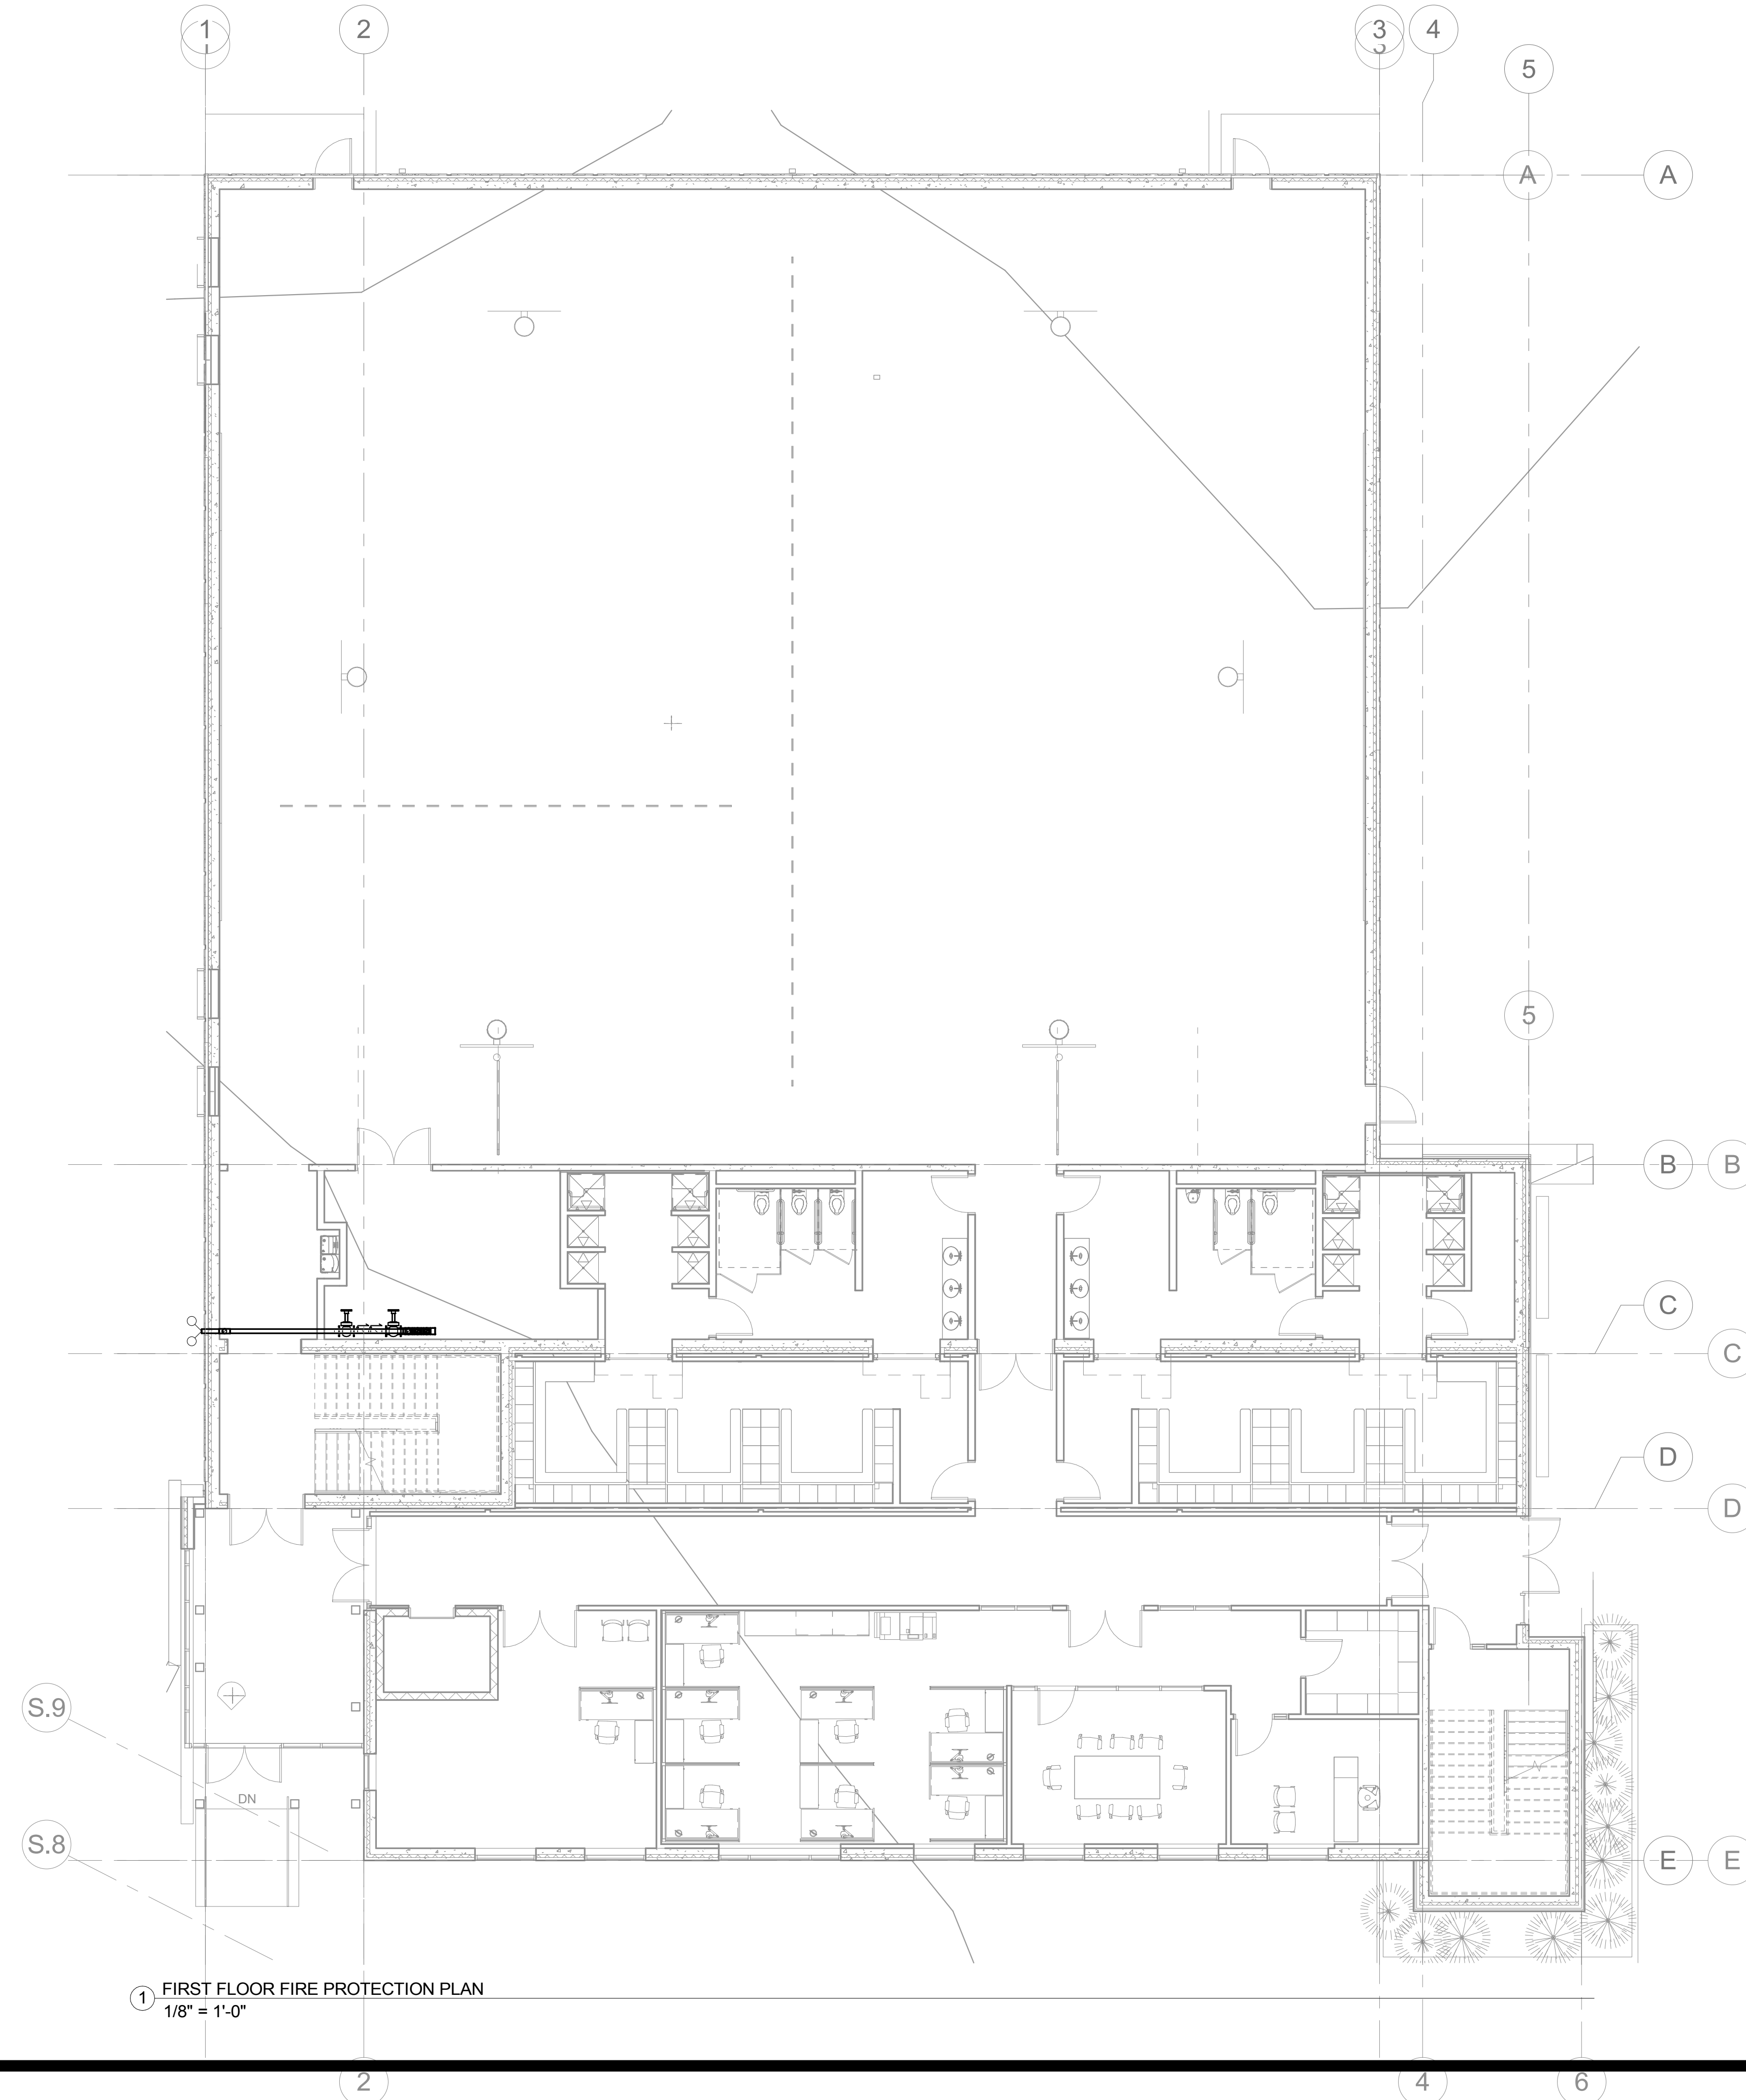 1
2
3
3
4
5
A
A
5
B
B
C
C
D
D
S.9
DN
S.8
E
E
1 FIRST FLOOR FIRE PROTECTION PLAN
1/8" = 1'-0"
2
4
6